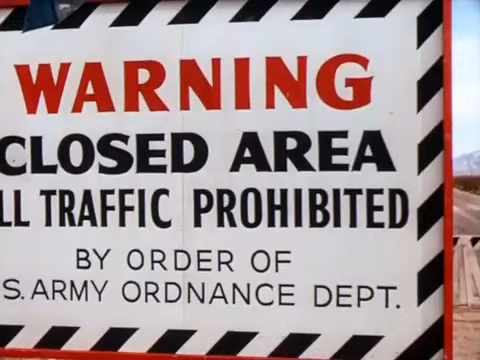 WARNING
CLOSED AREA
LL TRAFFIC PROHIBITED
BY ORDER OF
S. ARMY ORDNANCE DEPT.